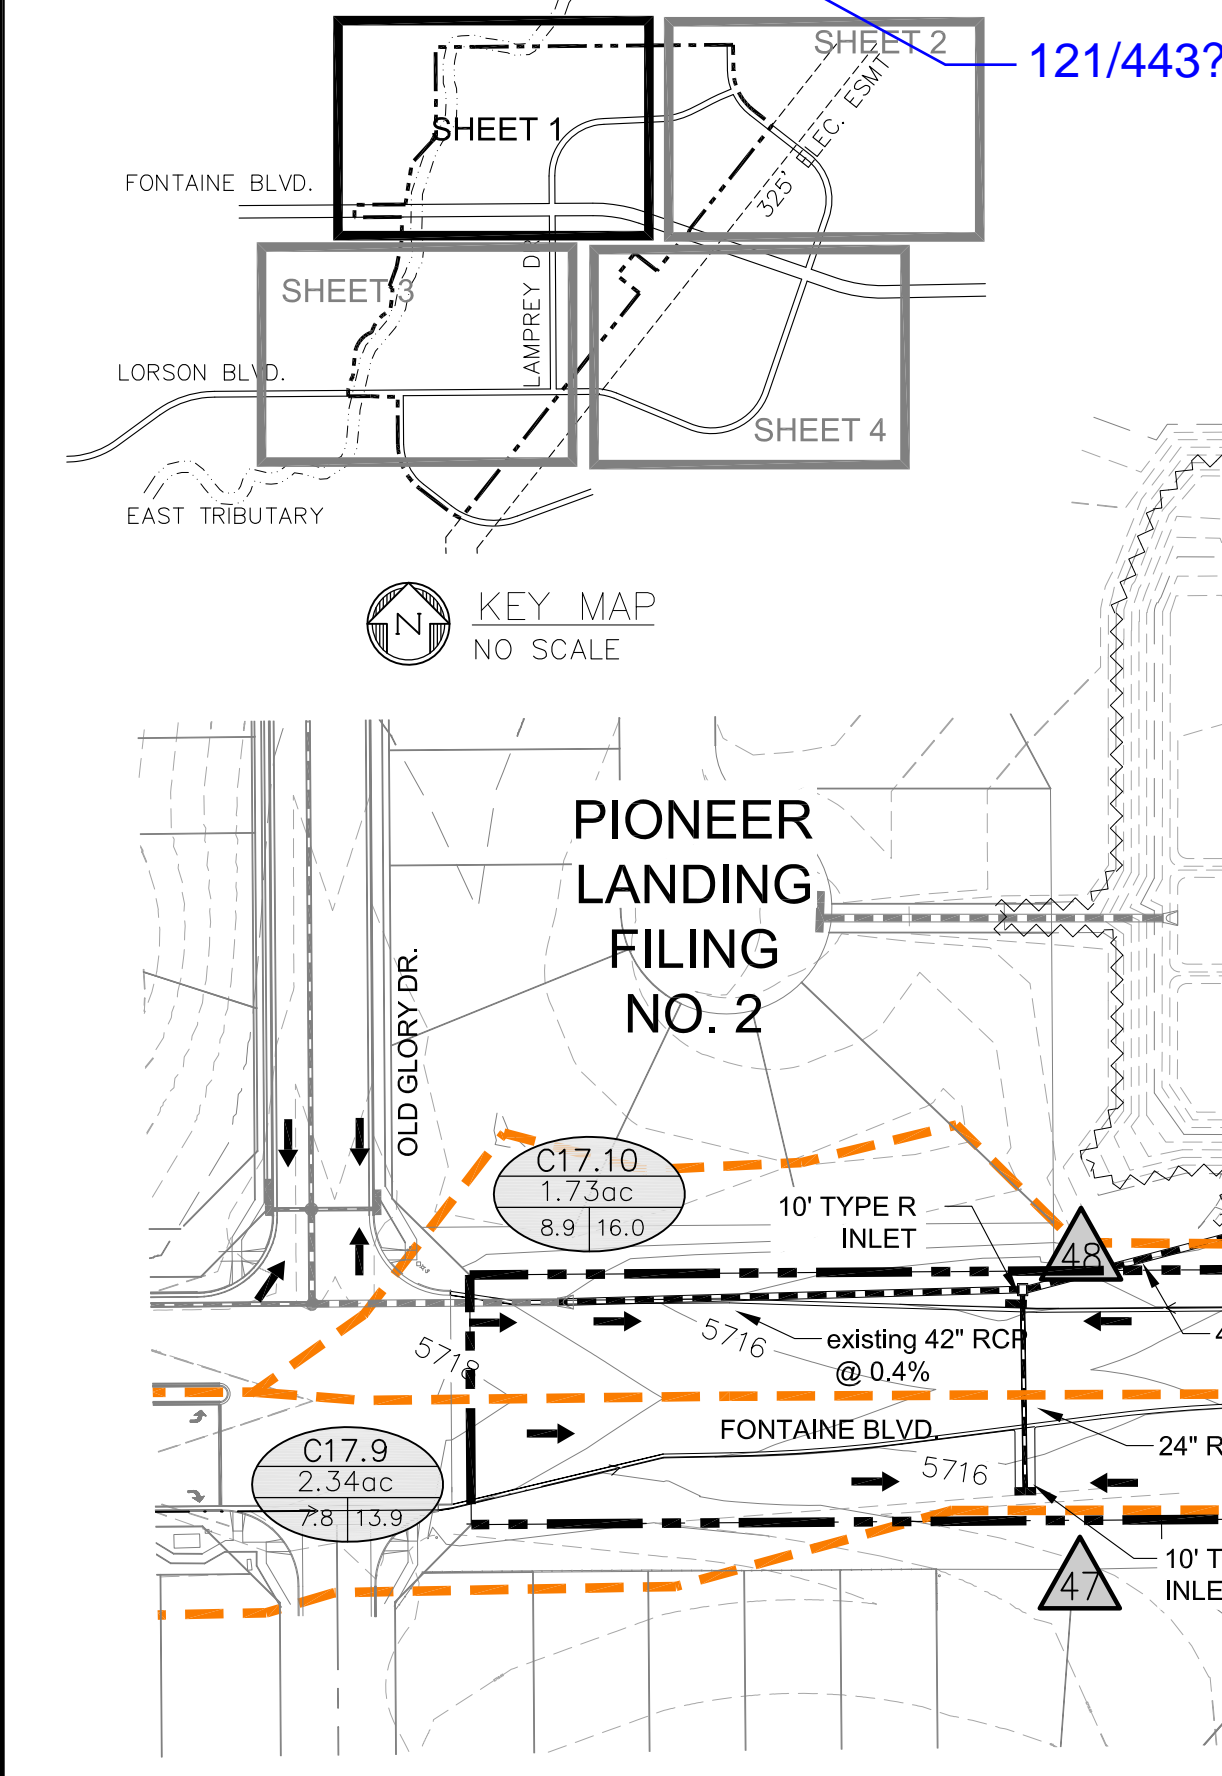 SHEET 2
121/443?
SHEET 1
ELEC. ESMT
325'
FONTAINE BLVD.
SHEET 3
LAMPREY D
LORSON BLVD.
SHEET 4
EAST TRIBUTARY
N
KEY MAP
NO SCALE
PIONEER
LANDING
FILING
NO. 2
OLD GLORY DR.
C17.10
1.73ac
8.9 16.0
10' TYPE R
INLET
48
5718
5716
existing 42" RCP
@ 0.4%
4
FONTAINE BLVD.
24" R
C17.9
2.34ac
7.8 13.9
5716
10' T
INLE
47